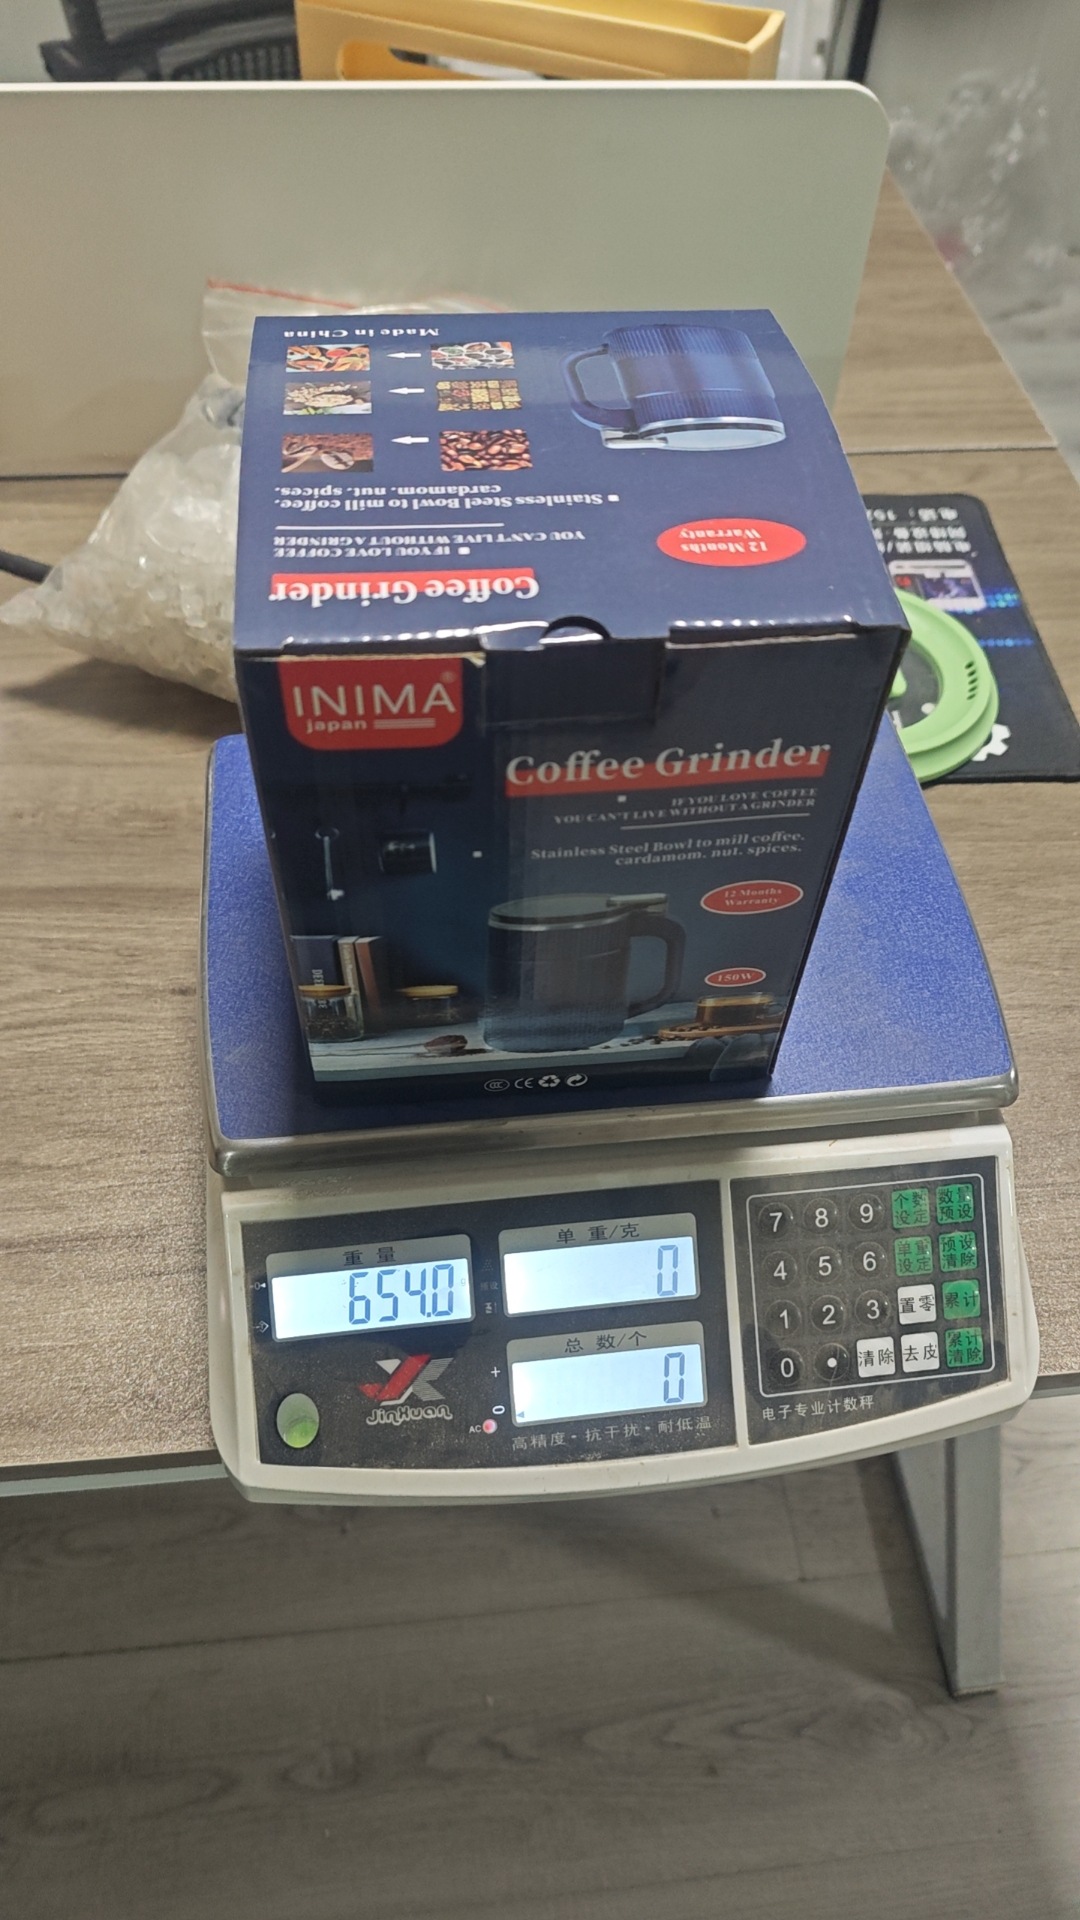 Made in China
Stainless Steel Bowl to mill coffee,
cardamom, nut, spices,
IF YOU LOVE COFFEE
YOU CAN'T LIVE WITHOUT A GRINDER
12 Months
Warranty
Coffee Grinder
INIMA®
japan
Coffee Grinder
IF YOU LOVE COFFEE
YOU CAN'T LIVE WITHOUT A GRINDER
Stainless Steel Bowl to mill coffee.
cardamom. nut. spices.
12 Months
Warranty
150W
CE
重量
654.0
单重/克
0
总数/个
0
JinHuan
AC
高精度·抗干扰·耐低温
7 8 9 个数设定 数量预设
4 5 6 单重设定 预设清除
1 2 3 置零 累计
0 . 清除 去皮 累计清除
电子专业计数秤